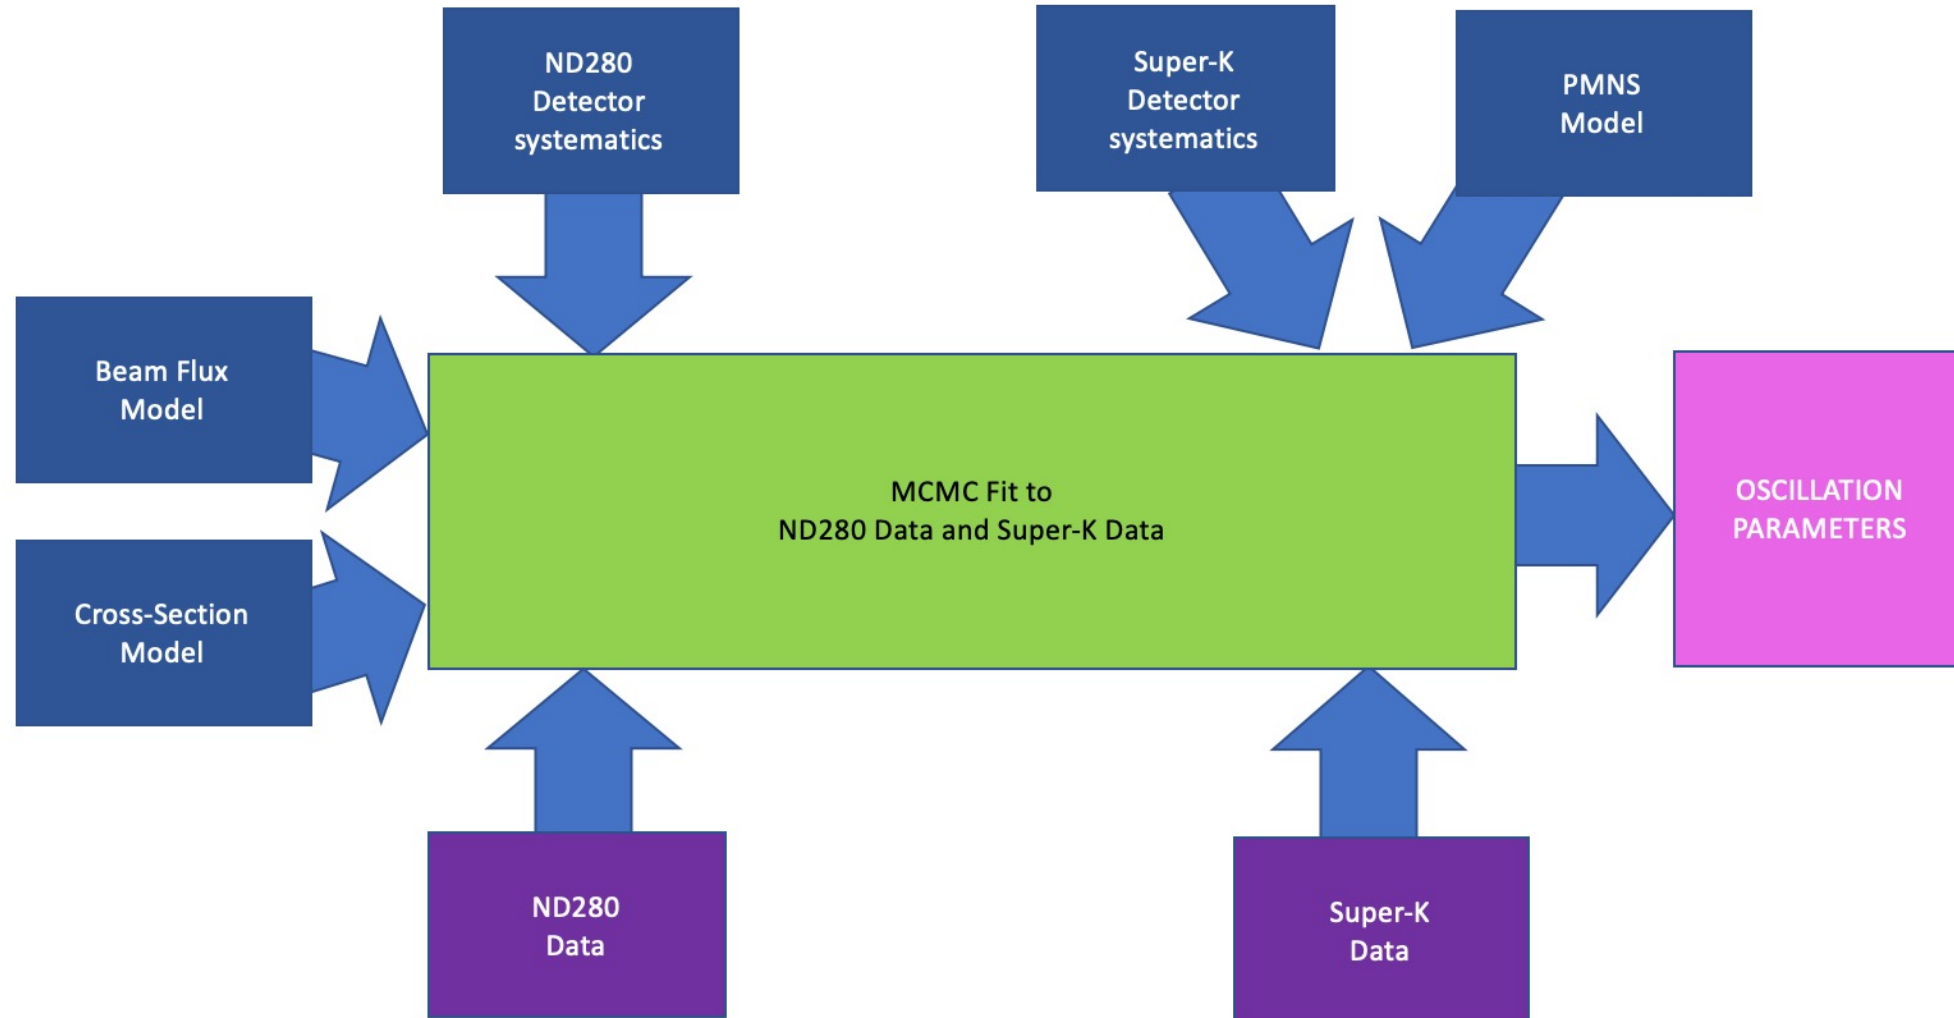 ND280
Detector
systematics
Super-K
Detector
systematics
PMNS
Model
Beam Flux
Model
Cross-Section
Model
MCMC Fit to
ND280 Data and Super-K Data
OSCILLATION
PARAMETERS
ND280
Data
Super-K
Data